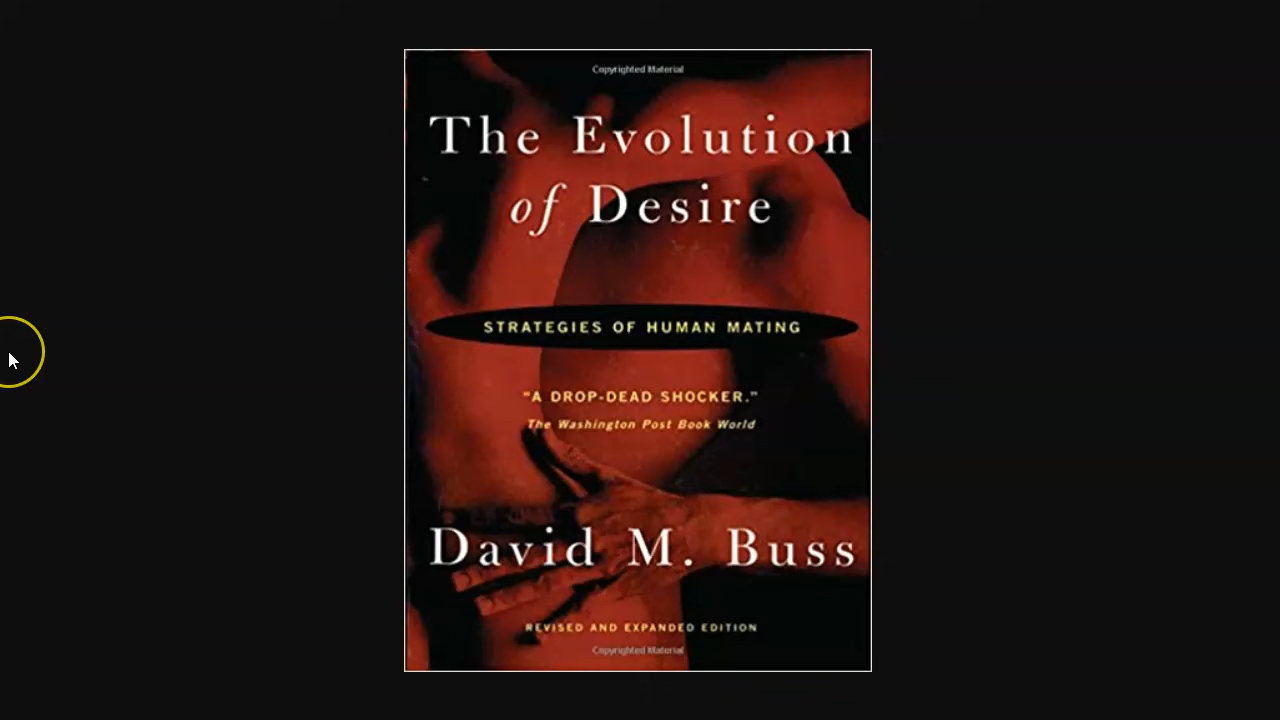 Copyrighted Material
The Evolution
of Desire
STRATEGIES OF HUMAN MATING
"A DROP-DEAD SHOCKER."
The Washington Post Book World
David M. Buss
REVISED AND EXPANDED EDITION
Copyrighted Material